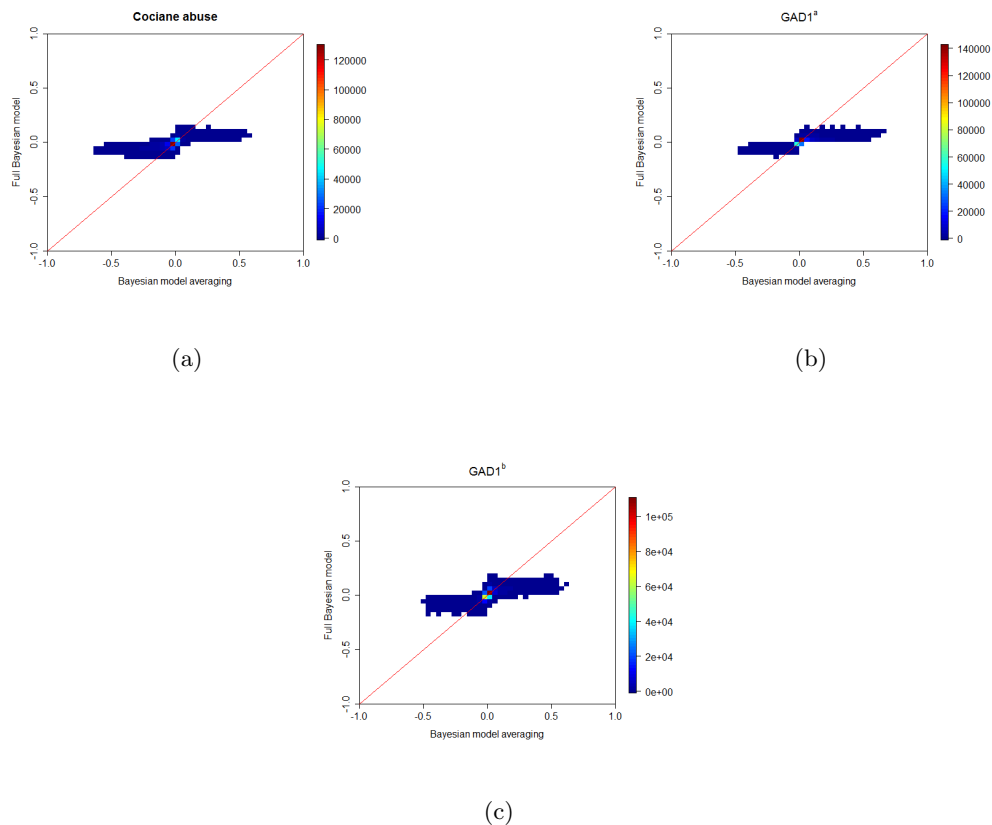 Cociane abuse
1.0
0.5
0.0
-0.5
-1.0
Full Bayesian model
-1.0 -0.5 0.0 0.5 1.0
Bayesian model averaging
120000
100000
80000
60000
40000
20000
0
(a)
GAD1a
1.0
0.5
0.0
-0.5
-1.0
Full Bayesian model
-1.0 -0.5 0.0 0.5 1.0
Bayesian model averaging
140000
120000
100000
80000
60000
40000
20000
0
(b)
GAD1b
1.0
0.5
0.0
-0.5
-1.0
Full Bayesian model
-1.0 -0.5 0.0 0.5 1.0
Bayesian model averaging
1e+05
8e+04
6e+04
4e+04
2e+04
0e+00
(c)